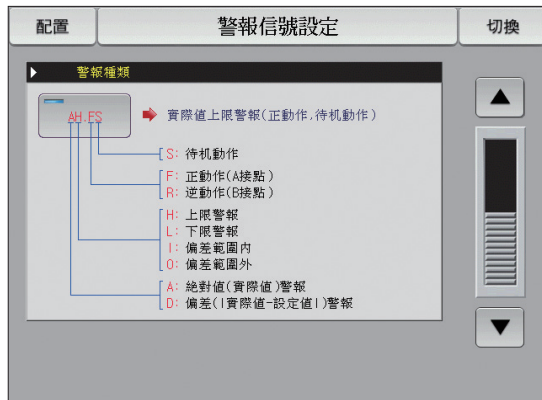 配置
警報信號設定
切換
警報種類
AH.FS
實際值上限警報(正動作,待机動作)
S: 待机動作
F: 正動作(A接點)
R: 逆動作(B接點)
H: 上限警報
L: 下限警報
I: 偏差範圍内
O: 偏差範圍外
A: 絶對値(實際値)警報
D: 偏差(|實際値-設定値|)警報